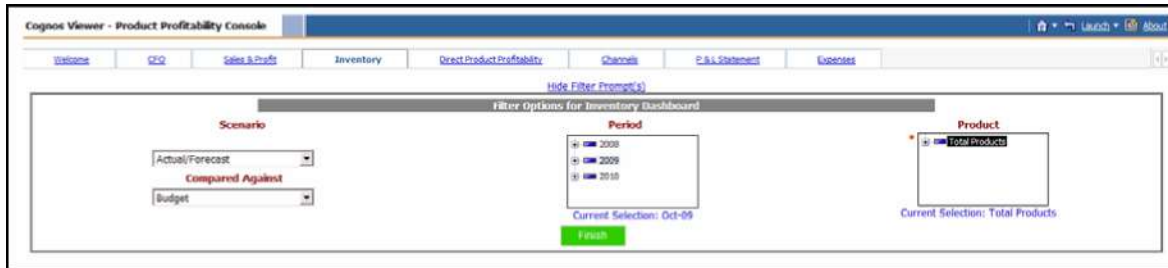 Cognos Viewer - Product Profitability Console
Launch About
Welcome CFO Sales & Profit Inventory Direct Product Profitability Channels P & L Statement Expenses
Hide Filter Prompt(s)
Filter Options for Inventory Dashboard
Scenario Period Product
2008 * Total Products
Actual/Forecast 2009
Compared Against 2010
Budget
Current Selection: Oct-09 Current Selection: Total Products
Finish